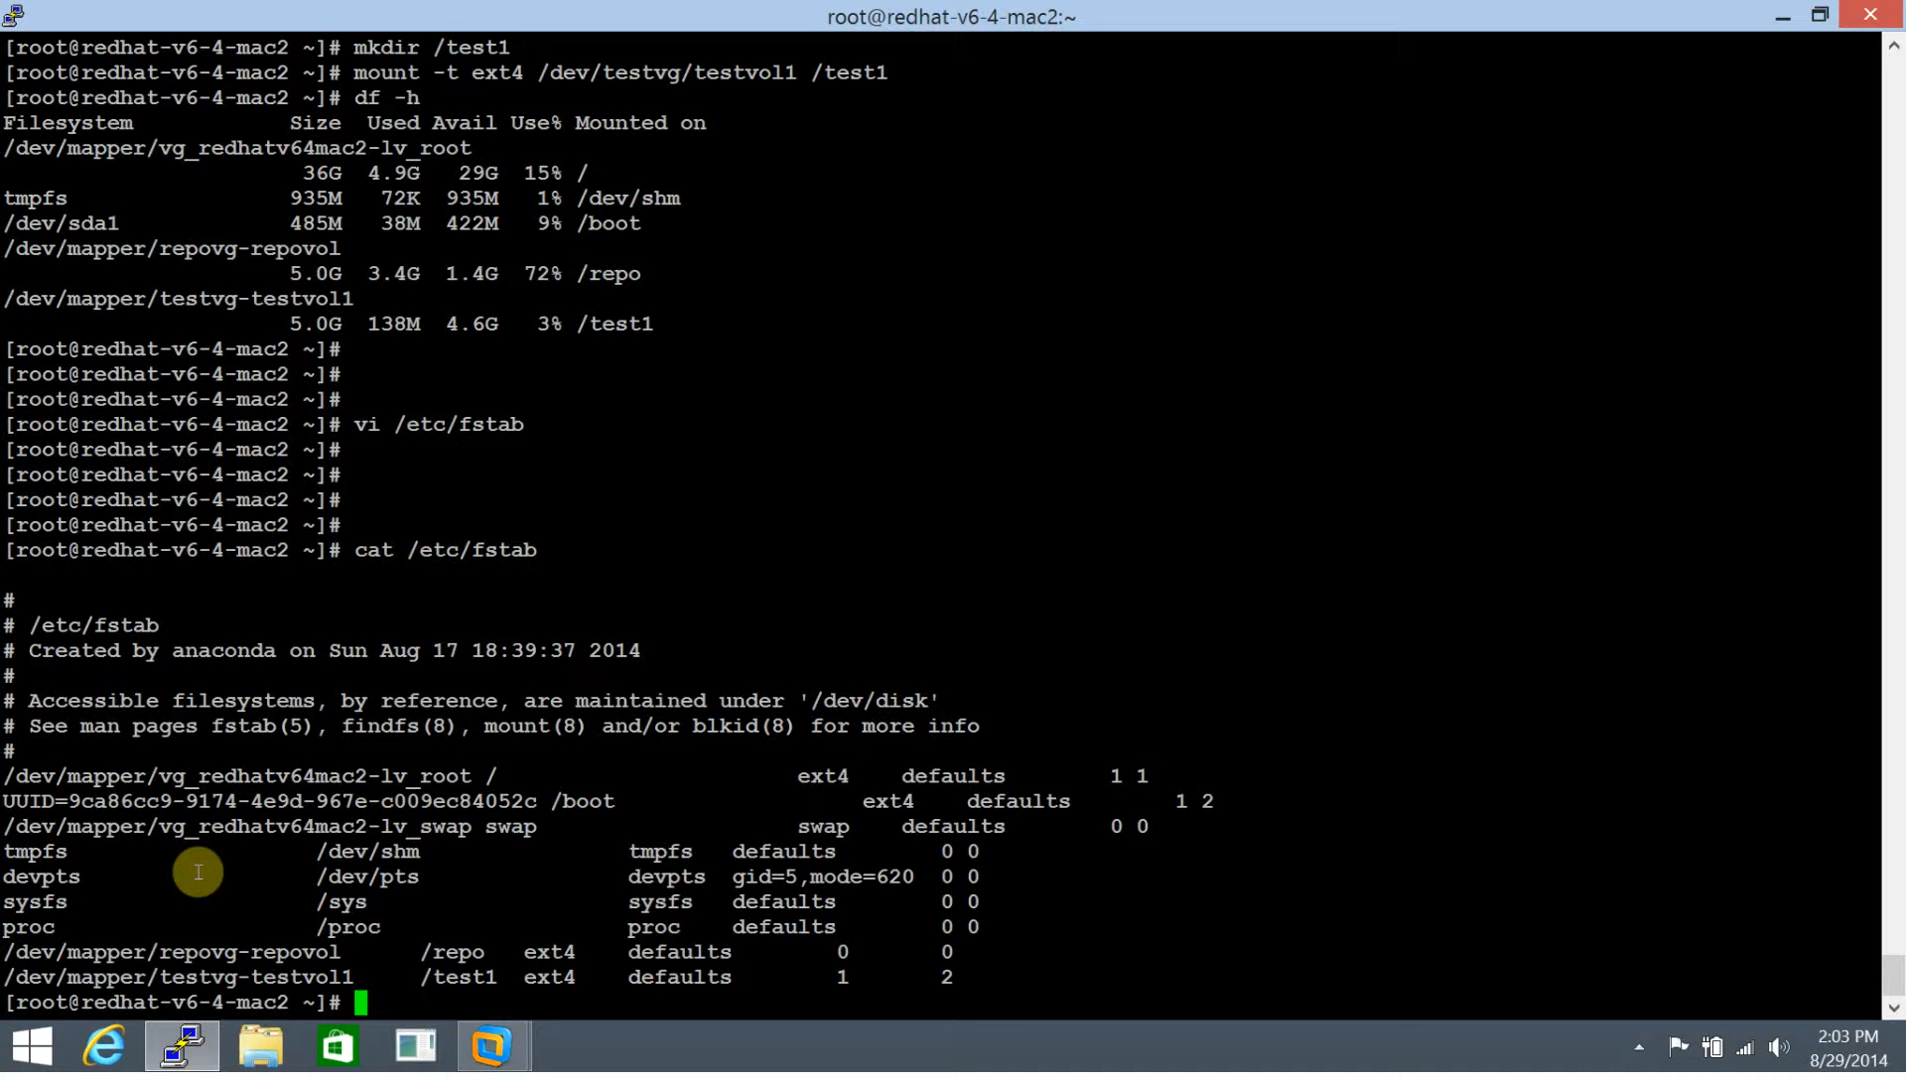 root@redhat-v6-4-mac2:~
[root@redhat-v6-4-mac2 ~]# mkdir /test1
[root@redhat-v6-4-mac2 ~]# mount -t ext4 /dev/testvg/testvol1 /test1
[root@redhat-v6-4-mac2 ~]# df -h
Filesystem            Size  Used Avail Use% Mounted on
/dev/mapper/vg_redhatv64mac2-lv_root
                       36G  4.9G   29G  15% /
tmpfs                 935M   72K  935M   1% /dev/shm
/dev/sda1             485M   38M  422M   9% /boot
/dev/mapper/repovg-repovol
                      5.0G  3.4G  1.4G  72% /repo
/dev/mapper/testvg-testvol1
                      5.0G  138M  4.6G   3% /test1
[root@redhat-v6-4-mac2 ~]#
[root@redhat-v6-4-mac2 ~]#
[root@redhat-v6-4-mac2 ~]#
[root@redhat-v6-4-mac2 ~]# vi /etc/fstab
[root@redhat-v6-4-mac2 ~]#
[root@redhat-v6-4-mac2 ~]#
[root@redhat-v6-4-mac2 ~]#
[root@redhat-v6-4-mac2 ~]#
[root@redhat-v6-4-mac2 ~]# cat /etc/fstab
#
# /etc/fstab
# Created by anaconda on Sun Aug 17 18:39:37 2014
#
# Accessible filesystems, by reference, are maintained under '/dev/disk'
# See man pages fstab(5), findfs(8), mount(8) and/or blkid(8) for more info
#
/dev/mapper/vg_redhatv64mac2-lv_root /                       ext4    defaults        1 1
UUID=9ca86cc9-9174-4e9d-967e-c009ec84052c /boot                   ext4    defaults        1 2
/dev/mapper/vg_redhatv64mac2-lv_swap swap                    swap    defaults        0 0
tmpfs                   /dev/shm                tmpfs   defaults        0 0
devpts                  /dev/pts                devpts  gid=5,mode=620  0 0
sysfs                   /sys                    sysfs   defaults        0 0
proc                    /proc                   proc    defaults        0 0
/dev/mapper/repovg-repovol      /repo   ext4    defaults        0       0
/dev/mapper/testvg-testvol1     /test1  ext4    defaults        1       2
[root@redhat-v6-4-mac2 ~]#
2:03 PM
8/29/2014